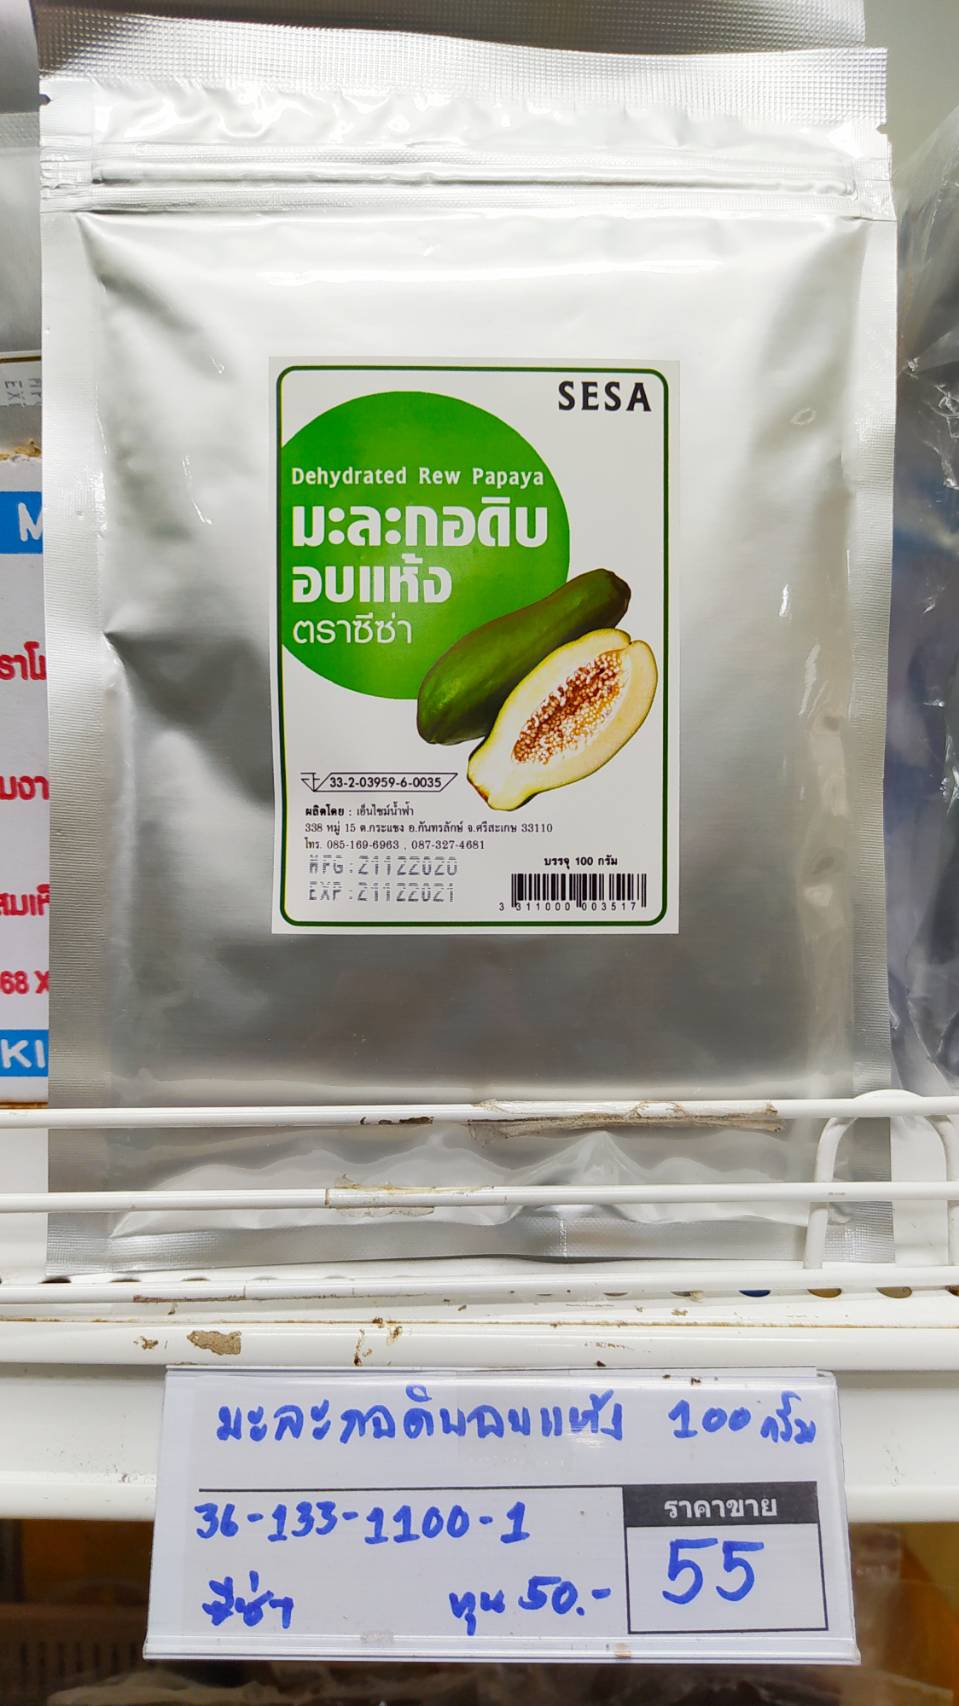 SESA
Dehydrated Rew Papaya
มะละกอดิบ
อบแห้ง
ตราซีซ่า
33-2-03959-6-0035
ผลิตโดย : เอ็นไซม์น้ำฟ้า
338 หมู่ 15 ต.กระแชง อ.กันทรลักษ์ จ.ศรีสะเกษ 33110
โทร. 085-169-6963 , 087-327-4681
MFG:21122020
EXP:21122021
บรรจุ 100 กรัม
3 311000 003517
68 X
KI
มะละกอดิบอบแห้ง 100 กรัม
36-133-1100-1
ราคาขาย
55
ซีซ่า ทุน 50.-